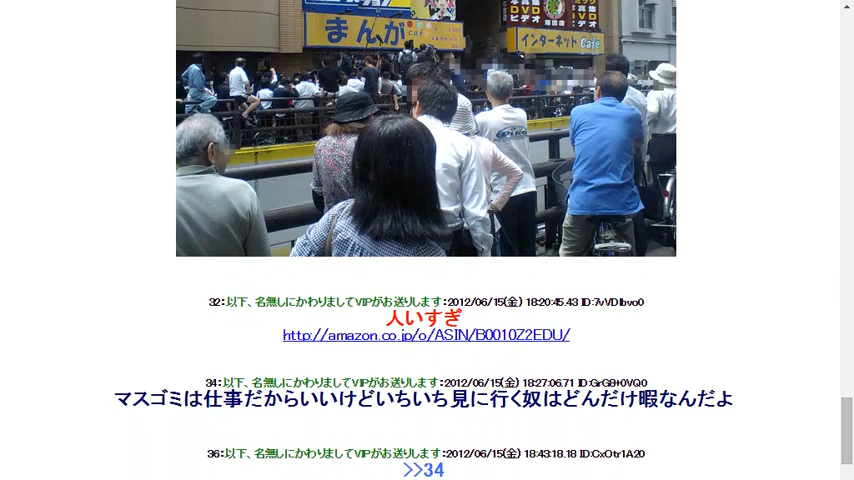 まんが
インターネットCafe
32：以下、名無しにかわりましてVIPがお送りします：2012/06/15(金) 18:20:45.43 ID:7vVDIbvo0
人いすぎ
http://amazon.co.jp/o/ASIN/B0010Z2EDU/
34：以下、名無しにかわりましてVIPがお送りします：2012/06/15(金) 18:27:06.71 ID:GrG8+0VQ0
マスゴミは仕事だからいいけどいちいち見に行く奴はどんだけ暇なんだよ
36：以下、名無しにかわりましてVIPがお送りします：2012/06/15(金) 18:43:18.18 ID:CxOtr1A20
>>34